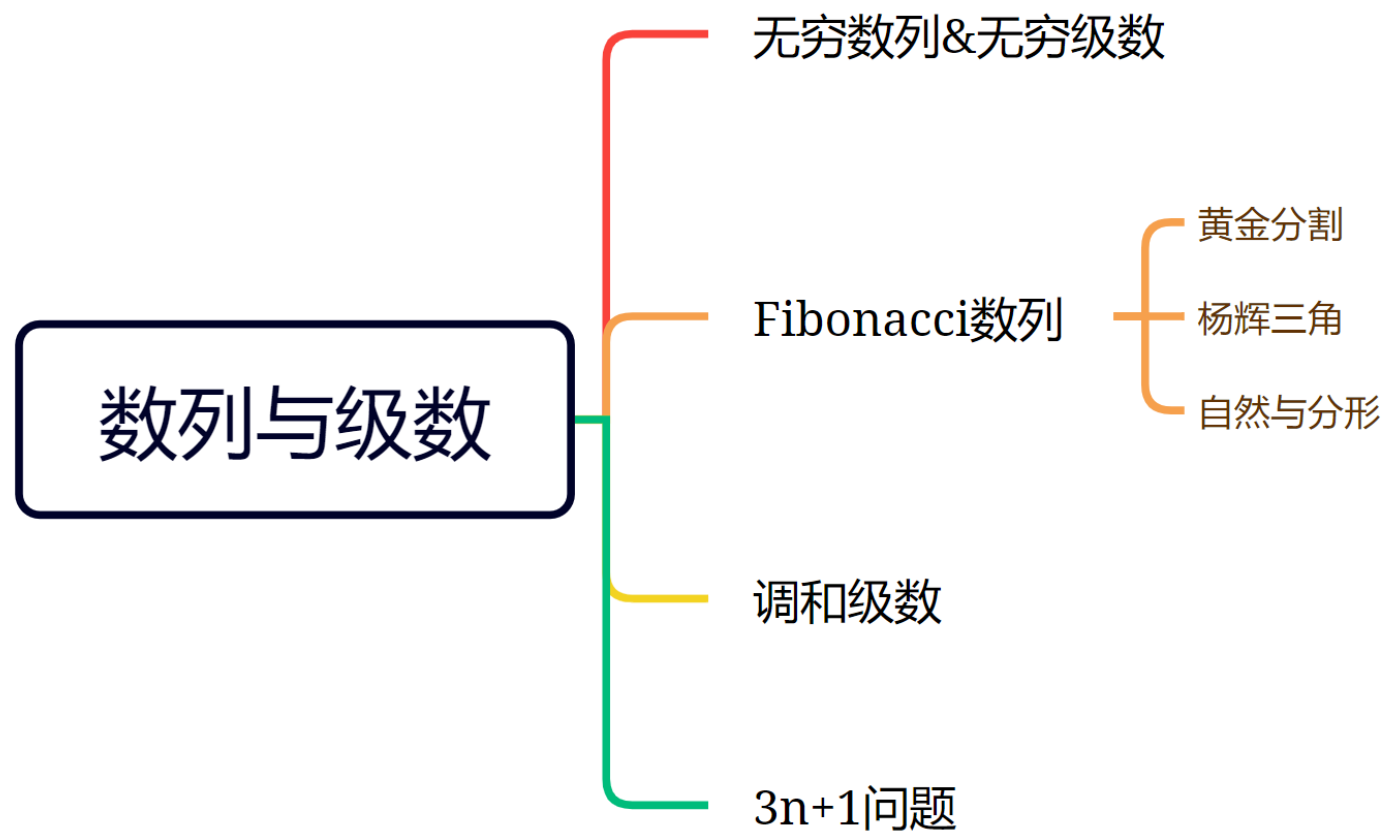 数列与级数
无穷数列&无穷级数
Fibonacci数列
黄金分割
杨辉三角
自然与分形
调和级数
3n+1问题